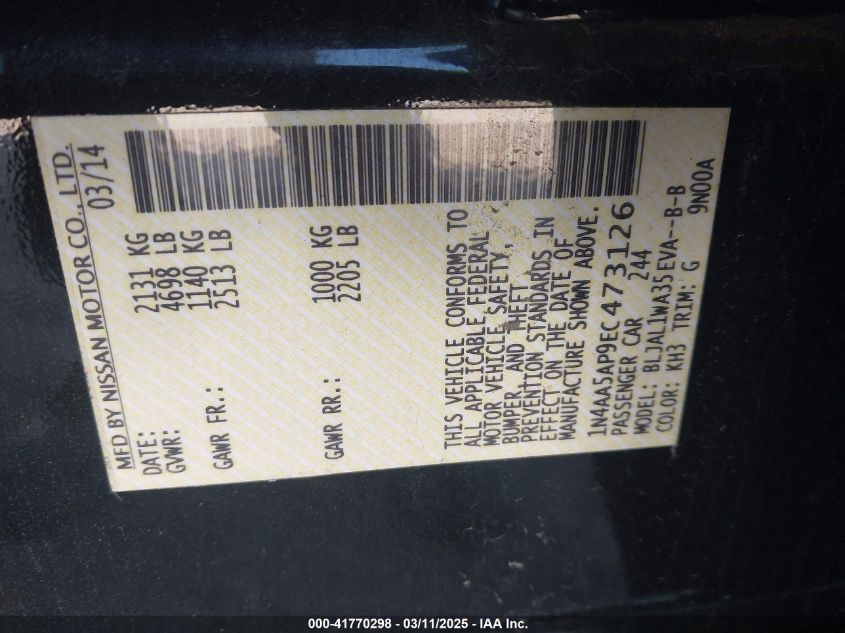 MFD BY NISSAN MOTOR CO., LTD.
DATE: 03/14
GVWR: 2131 KG
4698 LB
GAWR FR.: 1140 KG
2513 LB
GAWR RR.: 1000 KG
2205 LB
THIS VEHICLE CONFORMS TO
ALL APPLICABLE FEDERAL
MOTOR VEHICLE SAFETY,
BUMPER, AND THEFT
PREVENTION STANDARDS IN
EFFECT ON THE DATE OF
MANUFACTURE SHOWN ABOVE.
1N4AA5AP9EC473126
PASSENGER CAR 244
MODEL: BLJAL1WA35EVA--B-B
COLOR: KH3 TRIM: G 9N00A
000-41770298 - 03/11/2025 - IAA Inc.